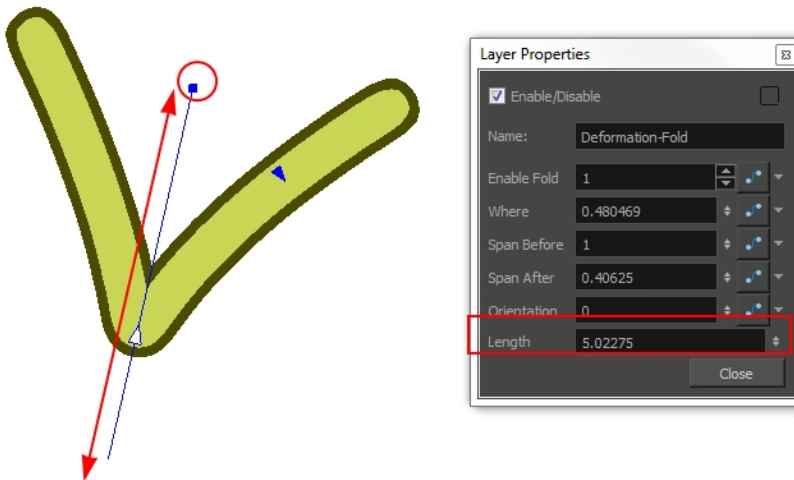 Layer Properties
Enable/Disable
Name: Deformation-Fold
Enable Fold 1
Where 0.480469
Span Before 1
Span After 0.40625
Orientation 0
Length 5.02275
Close